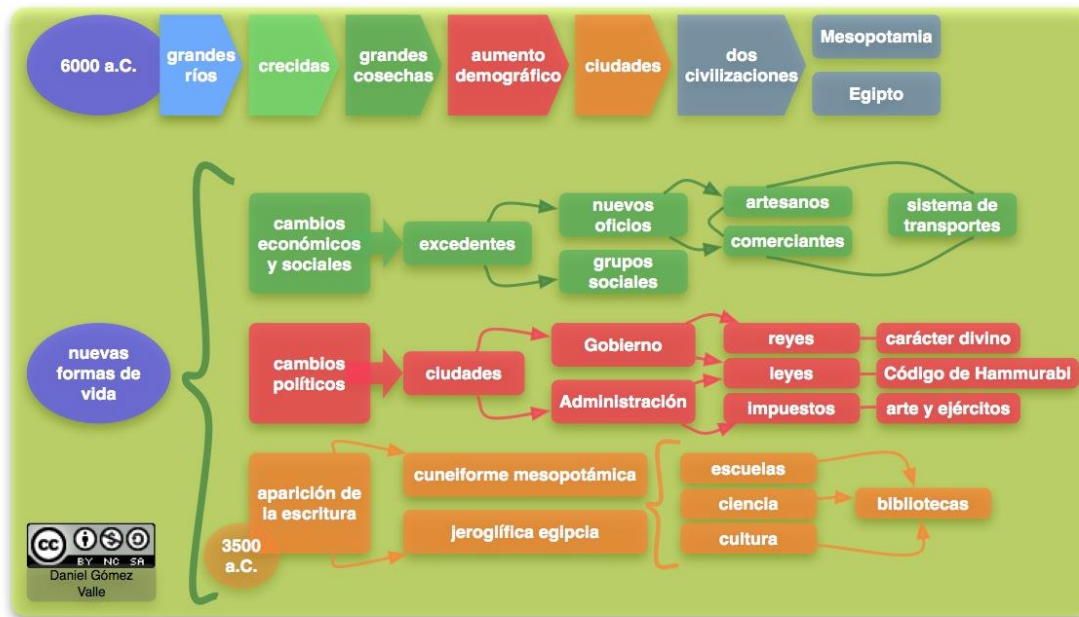 6000 a.C.
grandes
ríos
crecidas
grandes
cosechas
aumento
demográfico
ciudades
dos
civilizaciones
Mesopotamia
Egipto
nuevas
formas de
vida
cambios
económicos
y sociales
excedentes
nuevos
oficios
grupos
sociales
artesanos
comerciantes
sistema de
transportes
cambios
políticos
ciudades
Gobierno
Administración
reyes
leyes
impuestos
carácter divino
Código de Hammurabi
arte y ejércitos
aparición de
la escritura
3500
a.C.
cuneiforme mesopotámica
jeroglífica egipcia
escuelas
ciencia
cultura
bibliotecas
cc
BY NC SA
Daniel Gómez
Valle